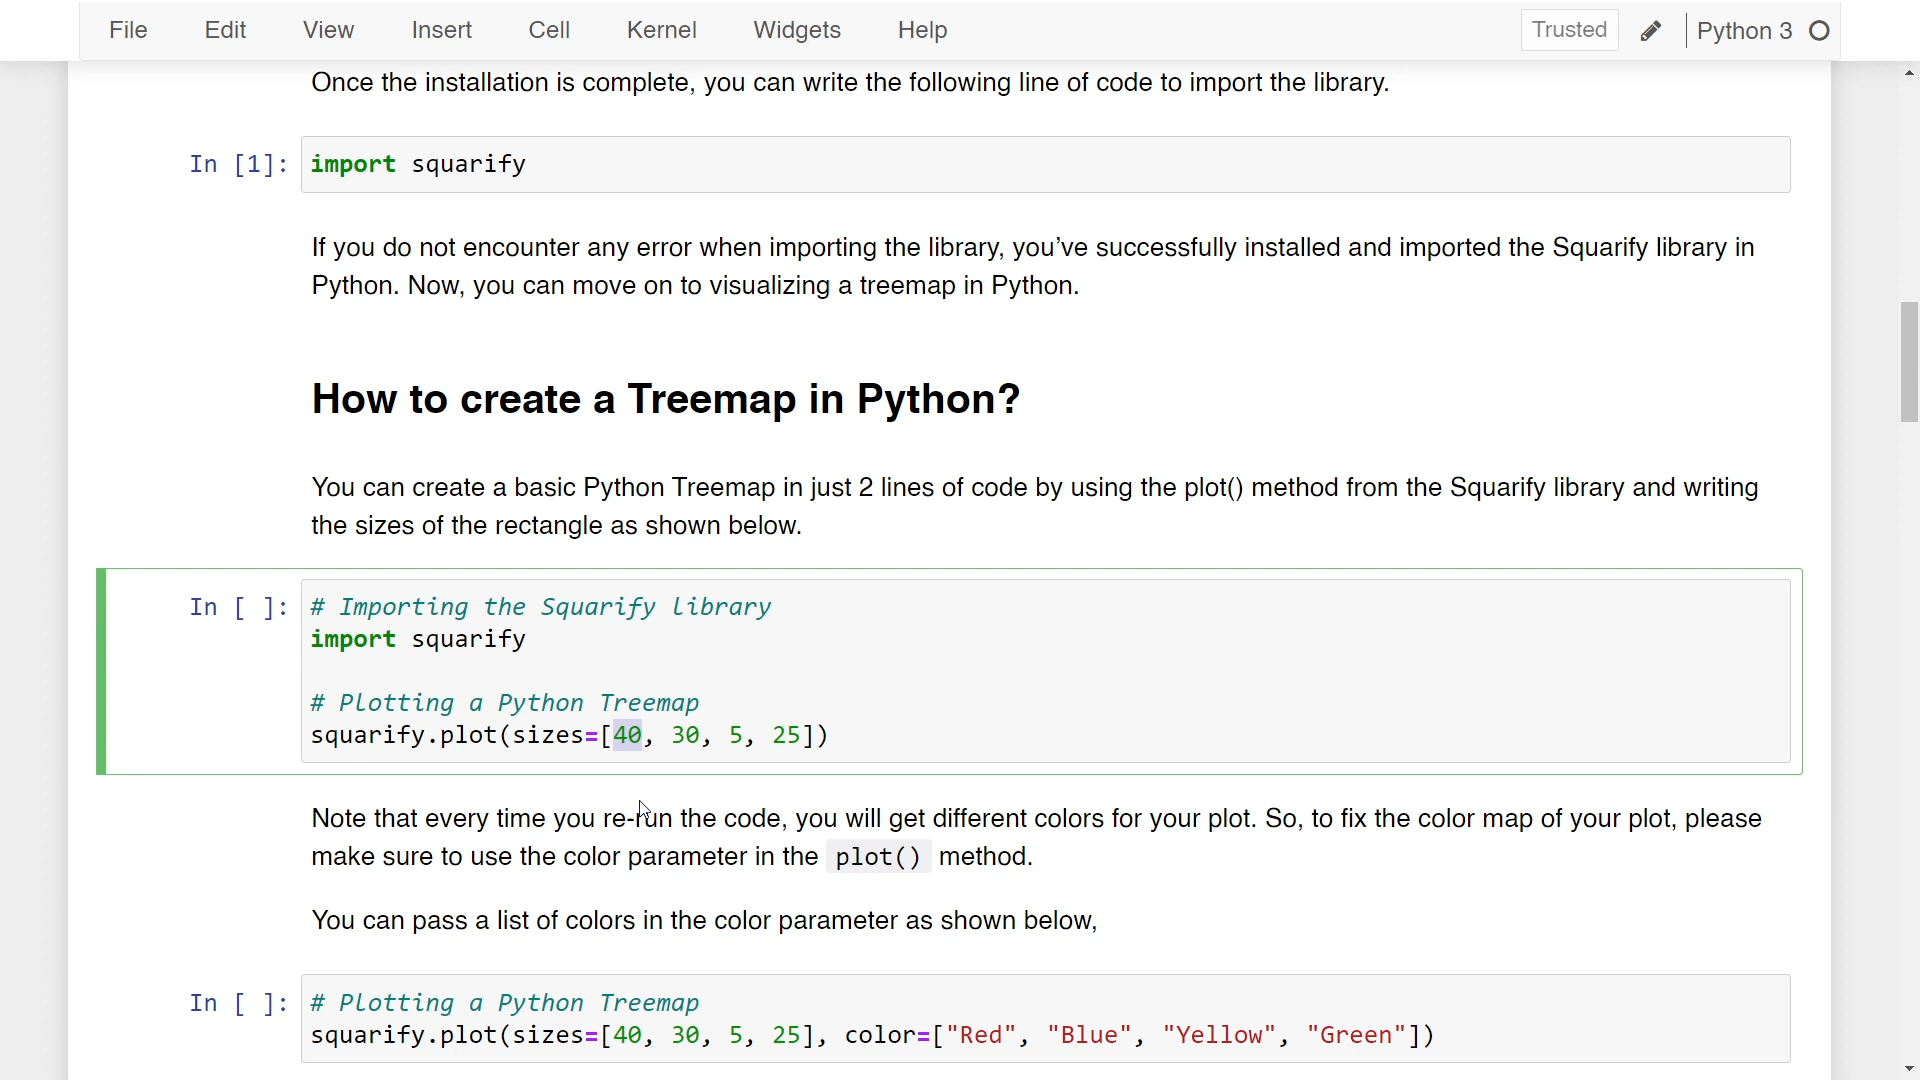 File Edit View Insert Cell Kernel Widgets Help Trusted Python 3
Once the installation is complete, you can write the following line of code to import the library.
In [1]: import squarify
If you do not encounter any error when importing the library, you’ve successfully installed and imported the Squarify library in
Python. Now, you can move on to visualizing a treemap in Python.
How to create a Treemap in Python?
You can create a basic Python Treemap in just 2 lines of code by using the plot() method from the Squarify library and writing
the sizes of the rectangle as shown below.
In [ ]: # Importing the Squarify library
import squarify
# Plotting a Python Treemap
squarify.plot(sizes=[40, 30, 5, 25])
Note that every time you re-run the code, you will get different colors for your plot. So, to fix the color map of your plot, please
make sure to use the color parameter in the plot() method.
You can pass a list of colors in the color parameter as shown below,
In [ ]: # Plotting a Python Treemap
squarify.plot(sizes=[40, 30, 5, 25], color=["Red", "Blue", "Yellow", "Green"])